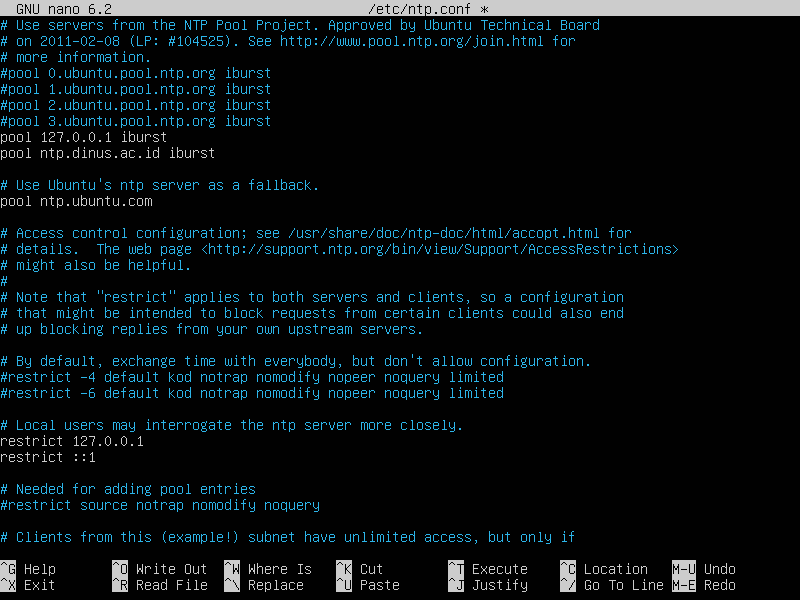 GNU nano 6.2 /etc/ntp.conf *
# Use servers from the NTP Pool Project. Approved by Ubuntu Technical Board
# on 2011-02-08 (LP: #104525). See http://www.pool.ntp.org/join.html for
# more information.
#pool 0.ubuntu.pool.ntp.org iburst
#pool 1.ubuntu.pool.ntp.org iburst
#pool 2.ubuntu.pool.ntp.org iburst
#pool 3.ubuntu.pool.ntp.org iburst
pool 127.0.0.1 iburst
pool ntp.dinus.ac.id iburst
# Use Ubuntu's ntp server as a fallback.
pool ntp.ubuntu.com
# Access control configuration; see /usr/share/doc/ntp-doc/html/accopt.html for
# details.  The web page <http://support.ntp.org/bin/view/Support/AccessRestrictions>
# might also be helpful.
#
# Note that "restrict" applies to both servers and clients, so a configuration
# that might be intended to block requests from certain clients could also end
# up blocking replies from your own upstream servers.
# By default, exchange time with everybody, but don't allow configuration.
#restrict -4 default kod notrap nomodify nopeer noquery limited
#restrict -6 default kod notrap nomodify nopeer noquery limited
# Local users may interrogate the ntp server more closely.
restrict 127.0.0.1
restrict ::1
# Needed for adding pool entries
#restrict source notrap nomodify noquery
# Clients from this (example!) subnet have unlimited access, but only if
^G Help ^O Write Out ^W Where Is ^K Cut ^T Execute ^C Location M-U Undo
^X Exit ^R Read File ^\ Replace ^U Paste ^J Justify ^/ Go To Line M-E Redo